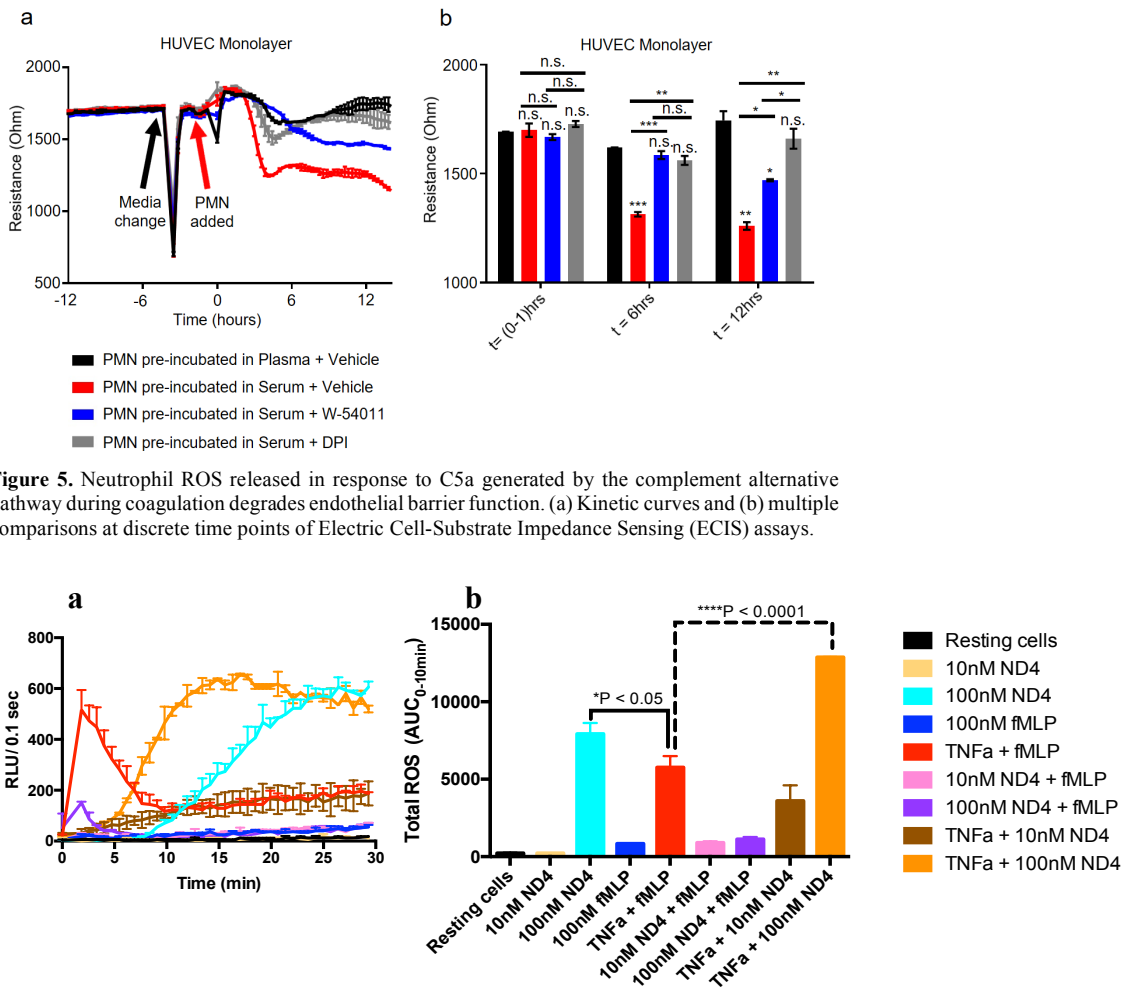 a
HUVEC Monolayer
2000
1500
1000
500
Resistance (Ohm)
Media change
PMN added
-12 -6 0 6 12
Time (hours)
b
HUVEC Monolayer
2000
1500
1000
Resistance (Ohm)
n.s.
n.s.
n.s.
n.s. n.s.
n.s.
**
n.s.
***
n.s. n.s.
***
**
*
*
n.s.
*
**
t= (0-1)hrs
t = 6hrs
t = 12hrs
PMN pre-incubated in Plasma + Vehicle
PMN pre-incubated in Serum + Vehicle
PMN pre-incubated in Serum + W-54011
PMN pre-incubated in Serum + DPI
igure 5. Neutrophil ROS released in response to C5a generated by the complement alternative
athway during coagulation degrades endothelial barrier function. (a) Kinetic curves and (b) multiple
omparisons at discrete time points of Electric Cell-Substrate Impedance Sensing (ECIS) assays.
a
800
600
400
200
0
RLU/ 0.1 sec
0 5 10 15 20 25 30
Time (min)
b
15000
10000
5000
0
Total ROS (AUC0-10min)
****P < 0.0001
*P < 0.05
Resting cells
10nM ND4
100nM ND4
100nM fMLP
TNFa + fMLP
10nM ND4 + fMLP
100nM ND4 + fMLP
TNFa + 10nM ND4
TNFa + 100nM ND4
Resting cells
10nM ND4
100nM ND4
100nM fMLP
TNFa + fMLP
10nM ND4 + fMLP
100nM ND4 + fMLP
TNFa + 10nM ND4
TNFa + 100nM ND4